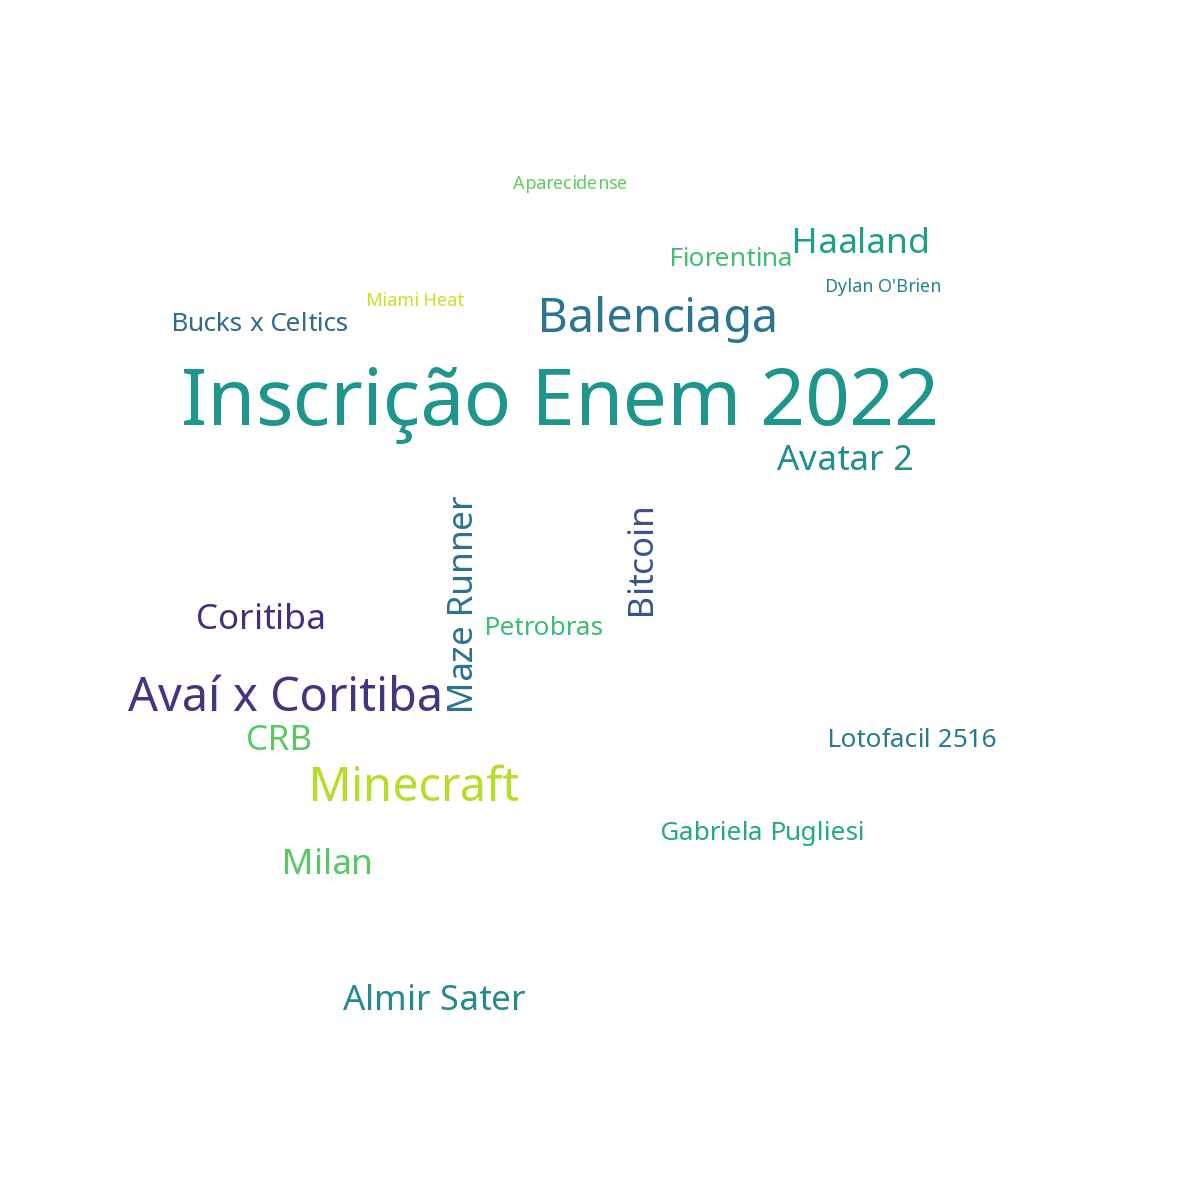 Aparecidense
Haaland
Fiorentina
Dylan O'Brien
Miami Heat
Balenciaga
Bucks x Celtics
Inscrição Enem 2022
Avatar 2
Maze Runner
Bitcoin
Coritiba
Petrobras
Avaí x Coritiba
CRB
Lotofacil 2516
Minecraft
Gabriela Pugliesi
Milan
Almir Sater